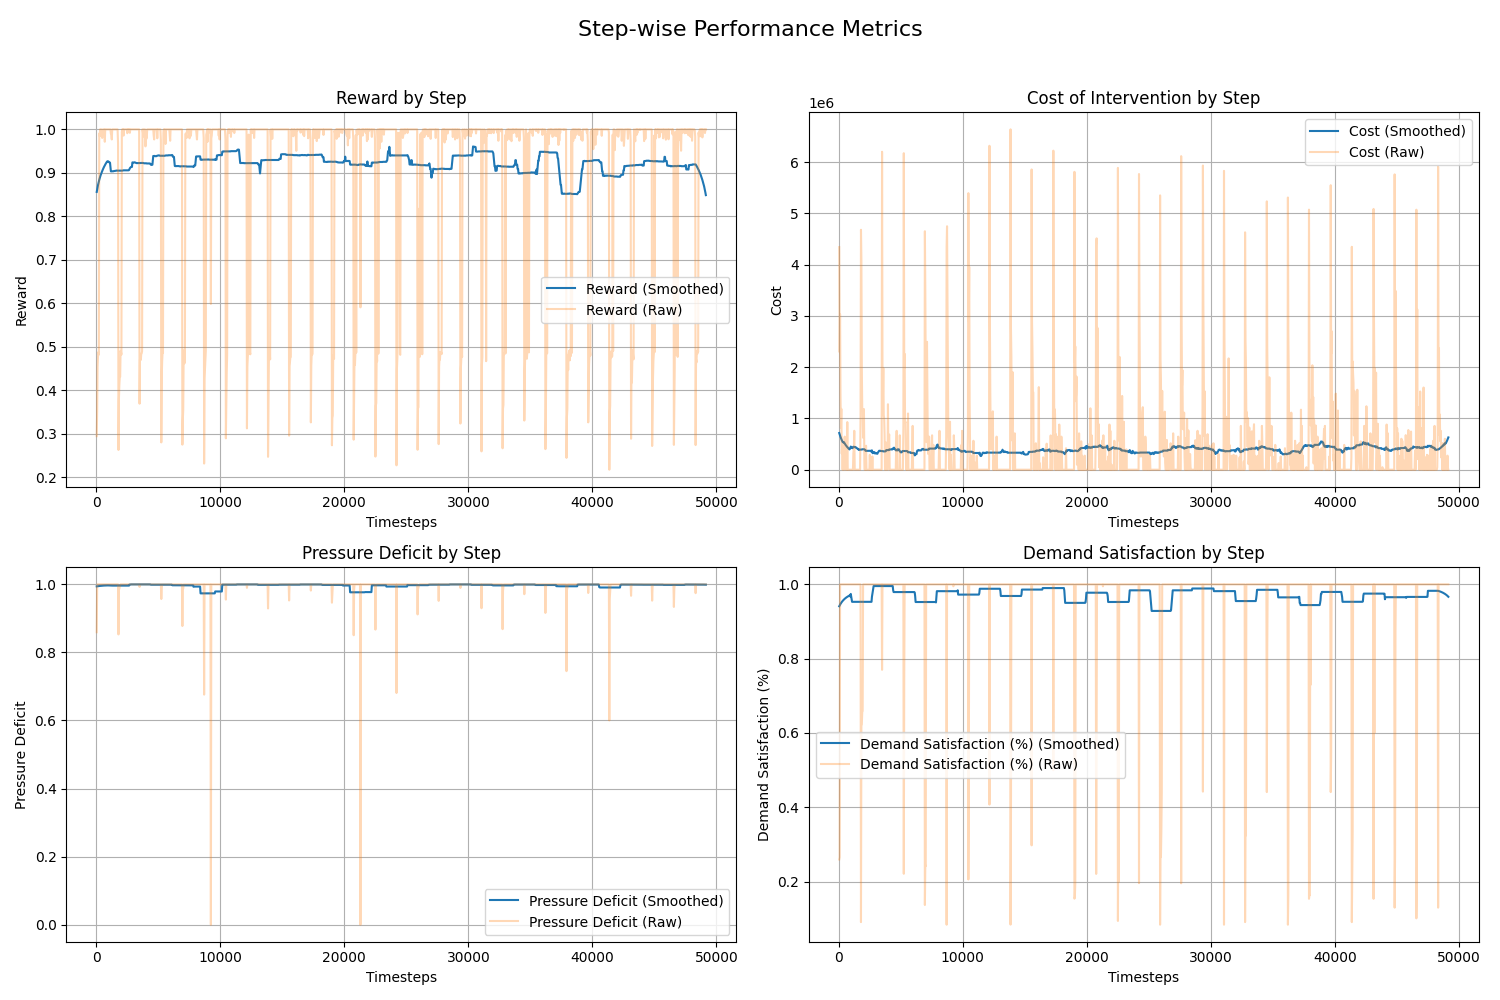 Step-wise Performance Metrics
Reward by Step
1.0
0.9
0.8
0.7
0.6
0.5
0.4
0.3
0.2
Reward
Reward (Smoothed)
Reward (Raw)
0 10000 20000 30000 40000 50000
Timesteps
Cost of Intervention by Step
1e6
6
5
4
3
2
1
0
Cost
Cost (Smoothed)
Cost (Raw)
0 10000 20000 30000 40000 50000
Timesteps
Pressure Deficit by Step
1.0
0.8
0.6
0.4
0.2
0.0
Pressure Deficit
Pressure Deficit (Smoothed)
Pressure Deficit (Raw)
0 10000 20000 30000 40000 50000
Timesteps
Demand Satisfaction by Step
1.0
0.8
0.6
0.4
0.2
Demand Satisfaction (%)
Demand Satisfaction (%) (Smoothed)
Demand Satisfaction (%) (Raw)
0 10000 20000 30000 40000 50000
Timesteps